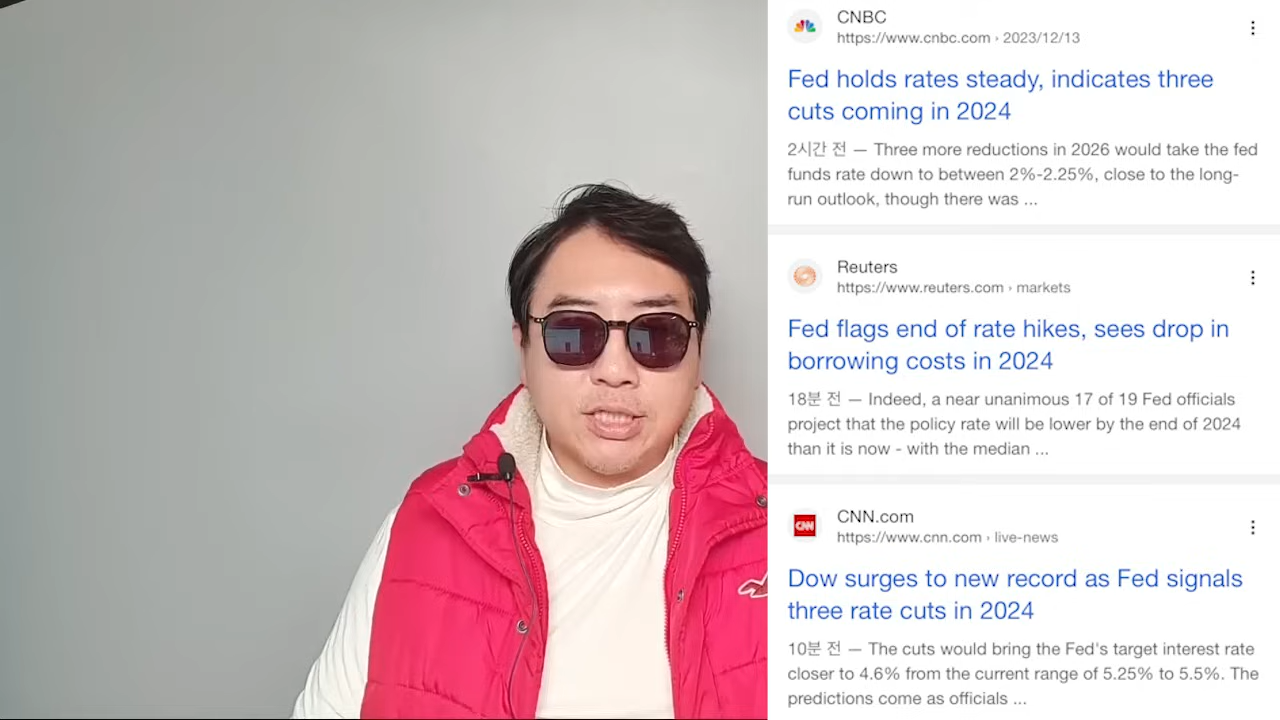 CNBC
https://www.cnbc.com › 2023/12/13
Fed holds rates steady, indicates three
cuts coming in 2024
2시간 전 — Three more reductions in 2026 would take the fed
funds rate down to between 2%-2.25%, close to the long-
run outlook, though there was ...
Reuters
https://www.reuters.com › markets
Fed flags end of rate hikes, sees drop in
borrowing costs in 2024
18분 전 — Indeed, a near unanimous 17 of 19 Fed officials
project that the policy rate will be lower by the end of 2024
than it is now - with the median ...
CNN
CNN.com
https://www.cnn.com › live-news
Dow surges to new record as Fed signals
three rate cuts in 2024
10분 전 — The cuts would bring the Fed's target interest rate
closer to 4.6% from the current range of 5.25% to 5.5%. The
predictions come as officials ...